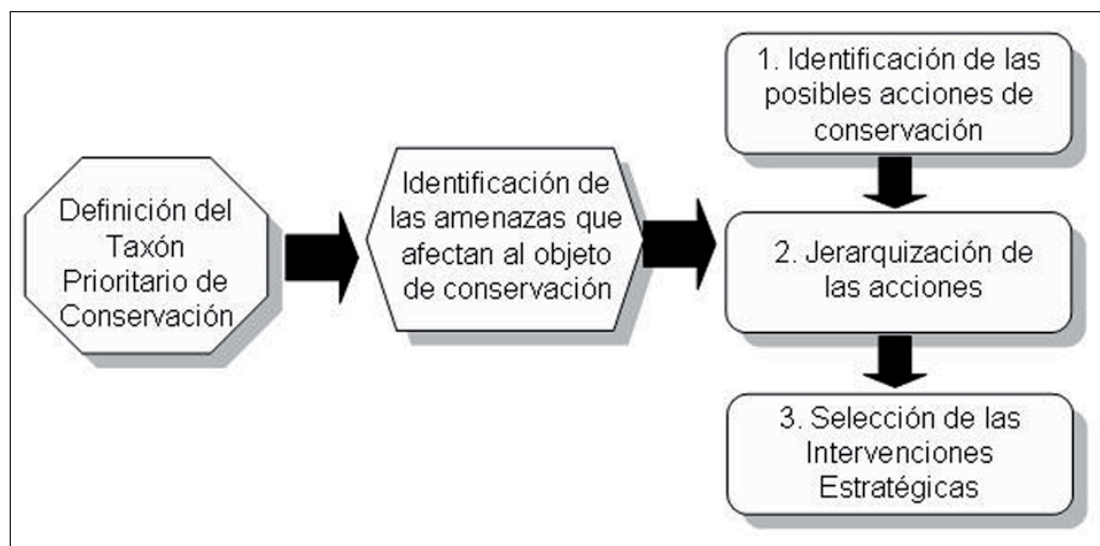 Definición del
Taxón
Prioritario de
Conservación
Identificación de
las amenazas que
afectan al objeto
de conservación
1. Identificación de las
posibles acciones de
conservación
2. Jerarquización de
las acciones
3. Selección de las
Intervenciones
Estratégicas